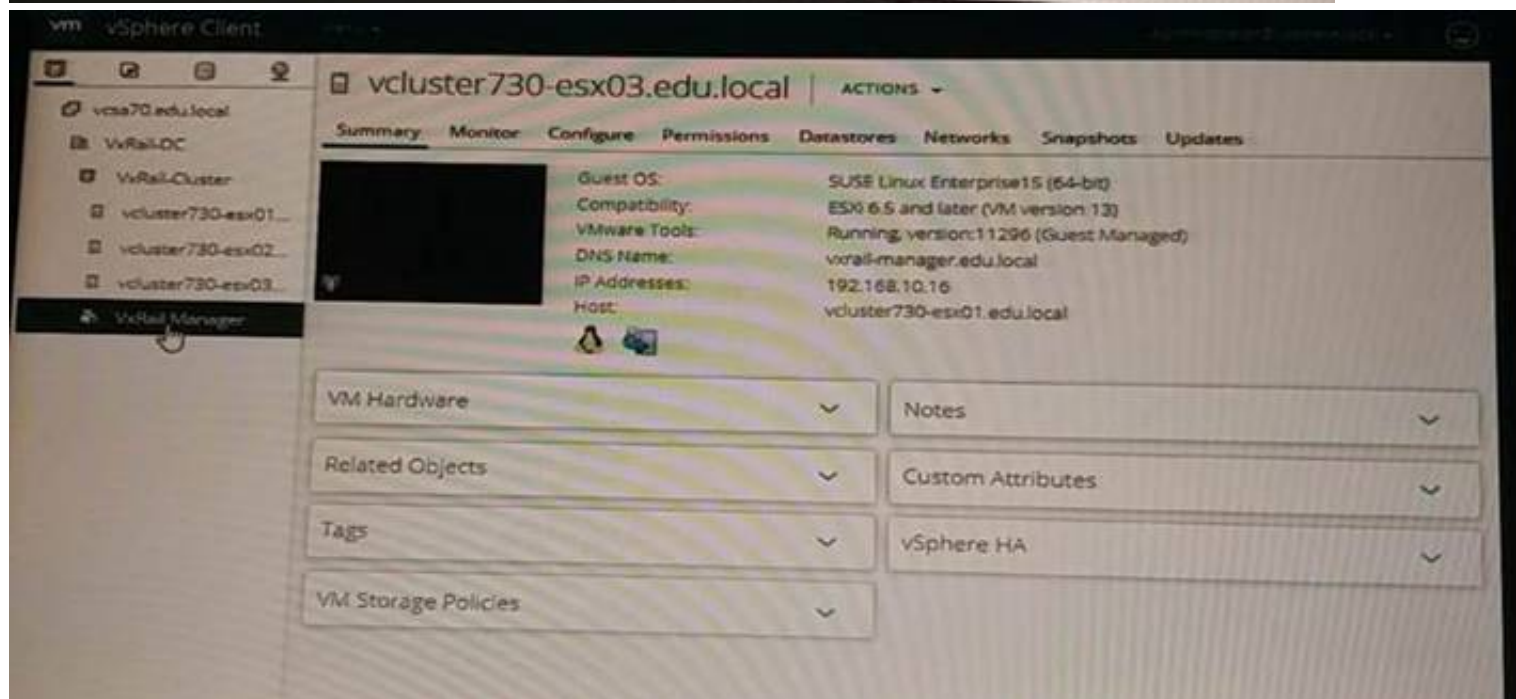 vm vSphere Client
vcsa70.edu.local
VxRail-DC
VxRail-Cluster
vcluster730-esx01...
vcluster730-esx02...
vcluster730-esx03...
VxRail Manager
vcluster730-esx03.edu.local | ACTIONS
Summary Monitor Configure Permissions Datastores Networks Snapshots Updates
Guest OS: SUSE Linux Enterprise15 (64-bit)
Compatibility: ESXi 6.5 and later (VM version:13)
VMware Tools: Running, version:11296 (Guest Managed)
DNS Name: vxrail-manager.edu.local
IP Addresses: 192.168.10.16
Host: vcluster730-esx01.edu.local
VM Hardware
Notes
Related Objects
Custom Attributes
Tags
vSphere HA
VM Storage Policies